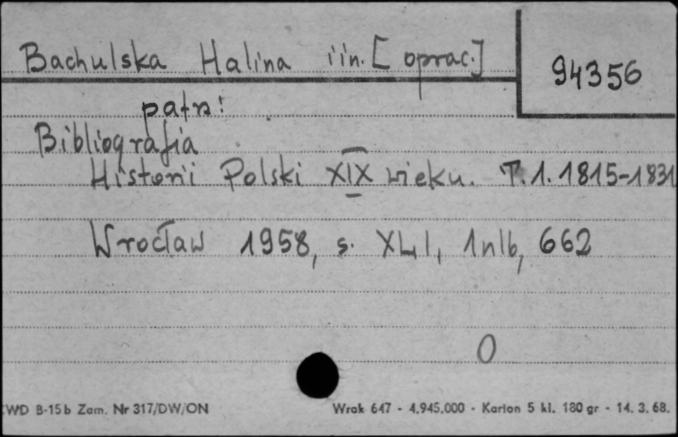 Bachulska Halina i in. [oprac.]
94356
patrz:
Bibliografia
Historii Polski XIX wieku. T.1. 1815-1831
Wrocław 1958, s. XLI, 1nlb, 662
0
CWD B-15b Zam. Nr 317/DW/ON Wrak 647 - 4.945.000 - Karton 5 kl. 180 gr - 14. 3. 68.